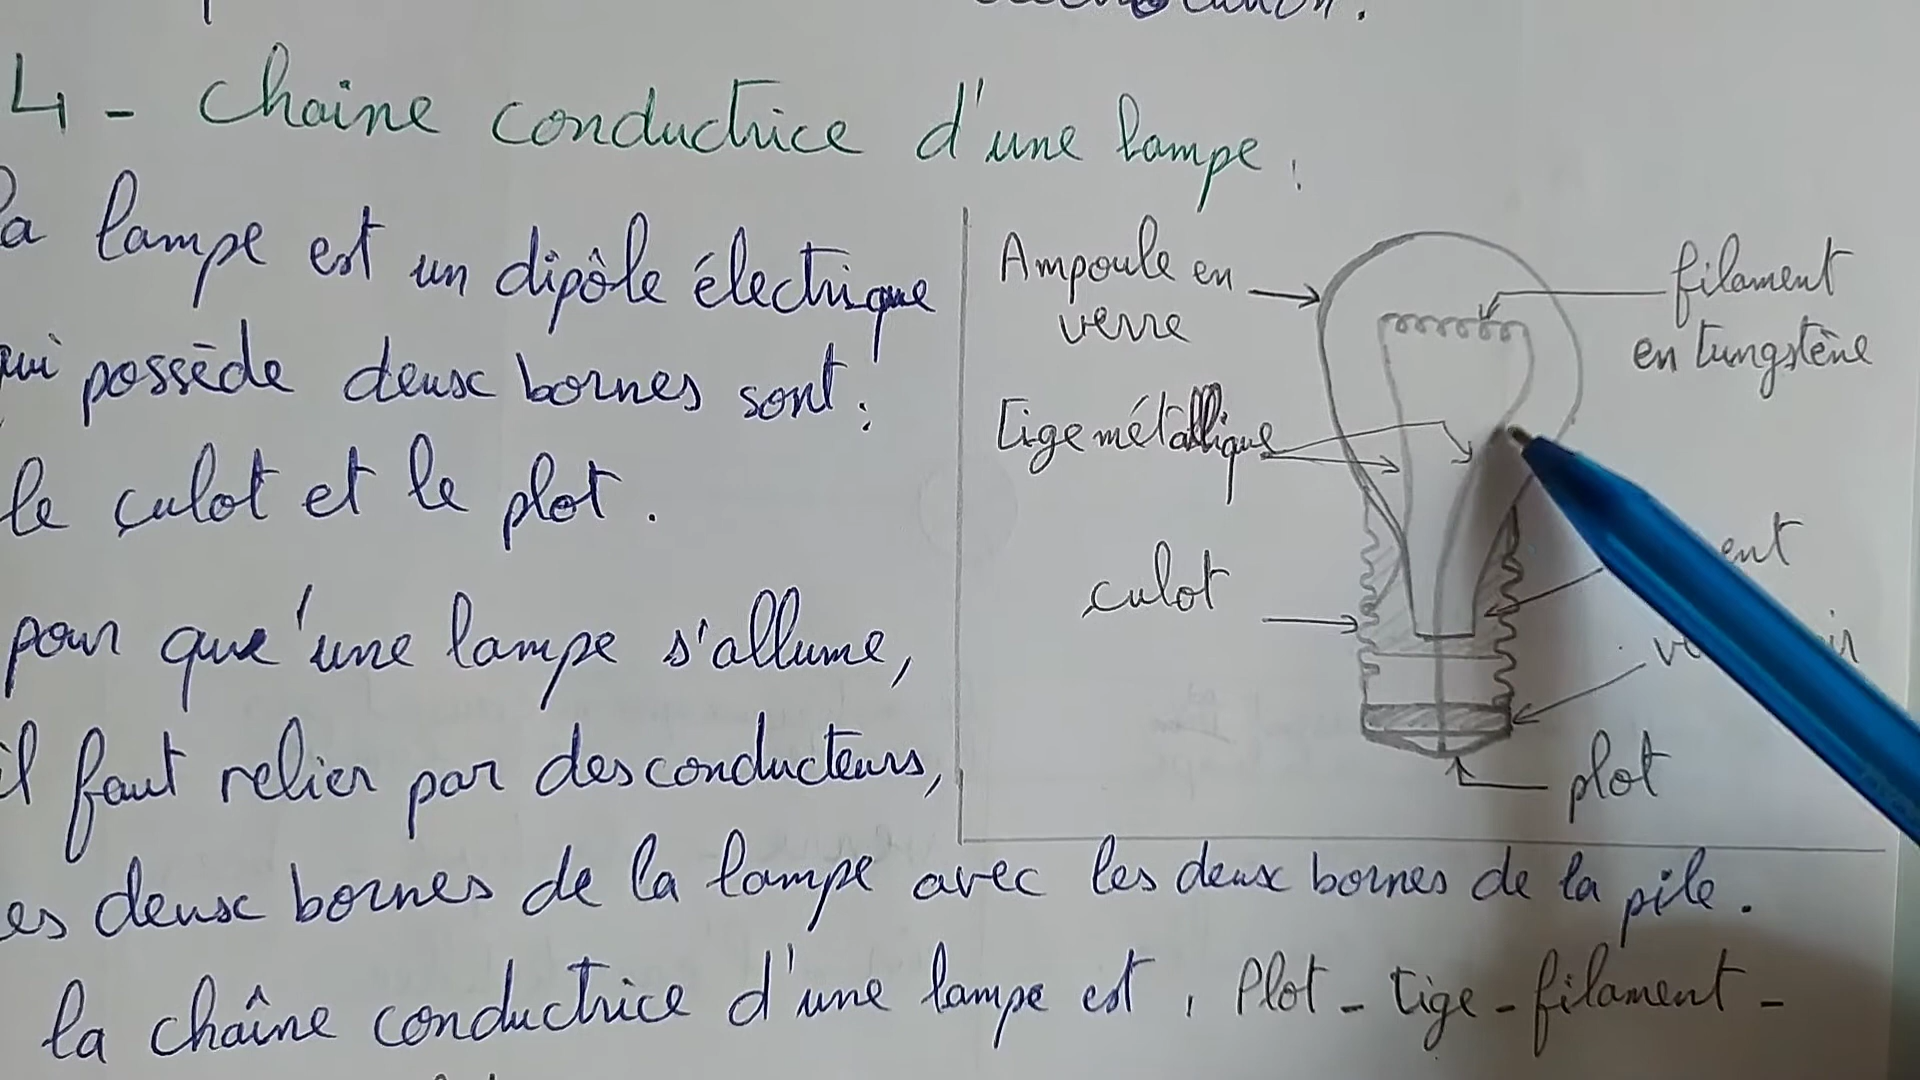 4 - Chaine conductrice d'une lampe.
la lampe est un dipôle électrique
qui possède deux bornes sont:
le culot et le plot.
pour que'une lampe s'allume,
il faut relier par des conducteurs,
es deux bornes de la lampe avec les deux bornes de la pile.
la chaîne conductrice d'une lampe est, Plot - tige - filament -
Ampoule en
verre
filament
en tungstène
Tige métallique
culot
plot